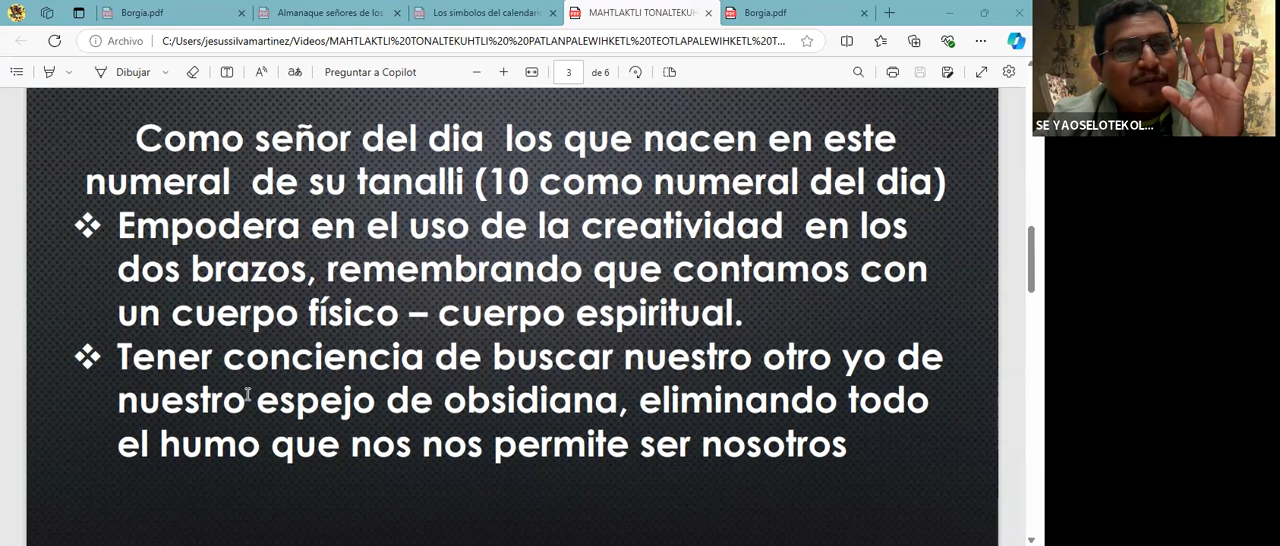 Borgia.pdf
Almanaque señores de los
Los simbolos del calendari
MAHTLAKTLI TONALTEKUH
Borgia.pdf
Archivo
C:/Users/jesussilvamartinez/Videos/MAHTLAKTLI%20TONALTEKUHTLI%20%20PATLANPALEWIHKETL%20TEOTLAPALEWIHKETL%20T...
Dibujar
Preguntar a Copilot
3 de 6
SE YAOSELOTEKOL...
Como señor del dia los que nacen en este
numeral de su tanalli (10 como numeral del dia)
❖ Empodera en el uso de la creatividad en los
dos brazos, remembrando que contamos con
un cuerpo físico – cuerpo espiritual.
❖ Tener conciencia de buscar nuestro otro yo de
nuestro espejo de obsidiana, eliminando todo
el humo que nos nos permite ser nosotros